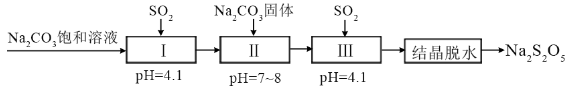 SO₂ Na₂CO₃固体 SO₂
Na₂CO₃饱和溶液 I II III 结晶脱水 Na₂S₂O₅
pH=4.1 pH=7~8 pH=4.1